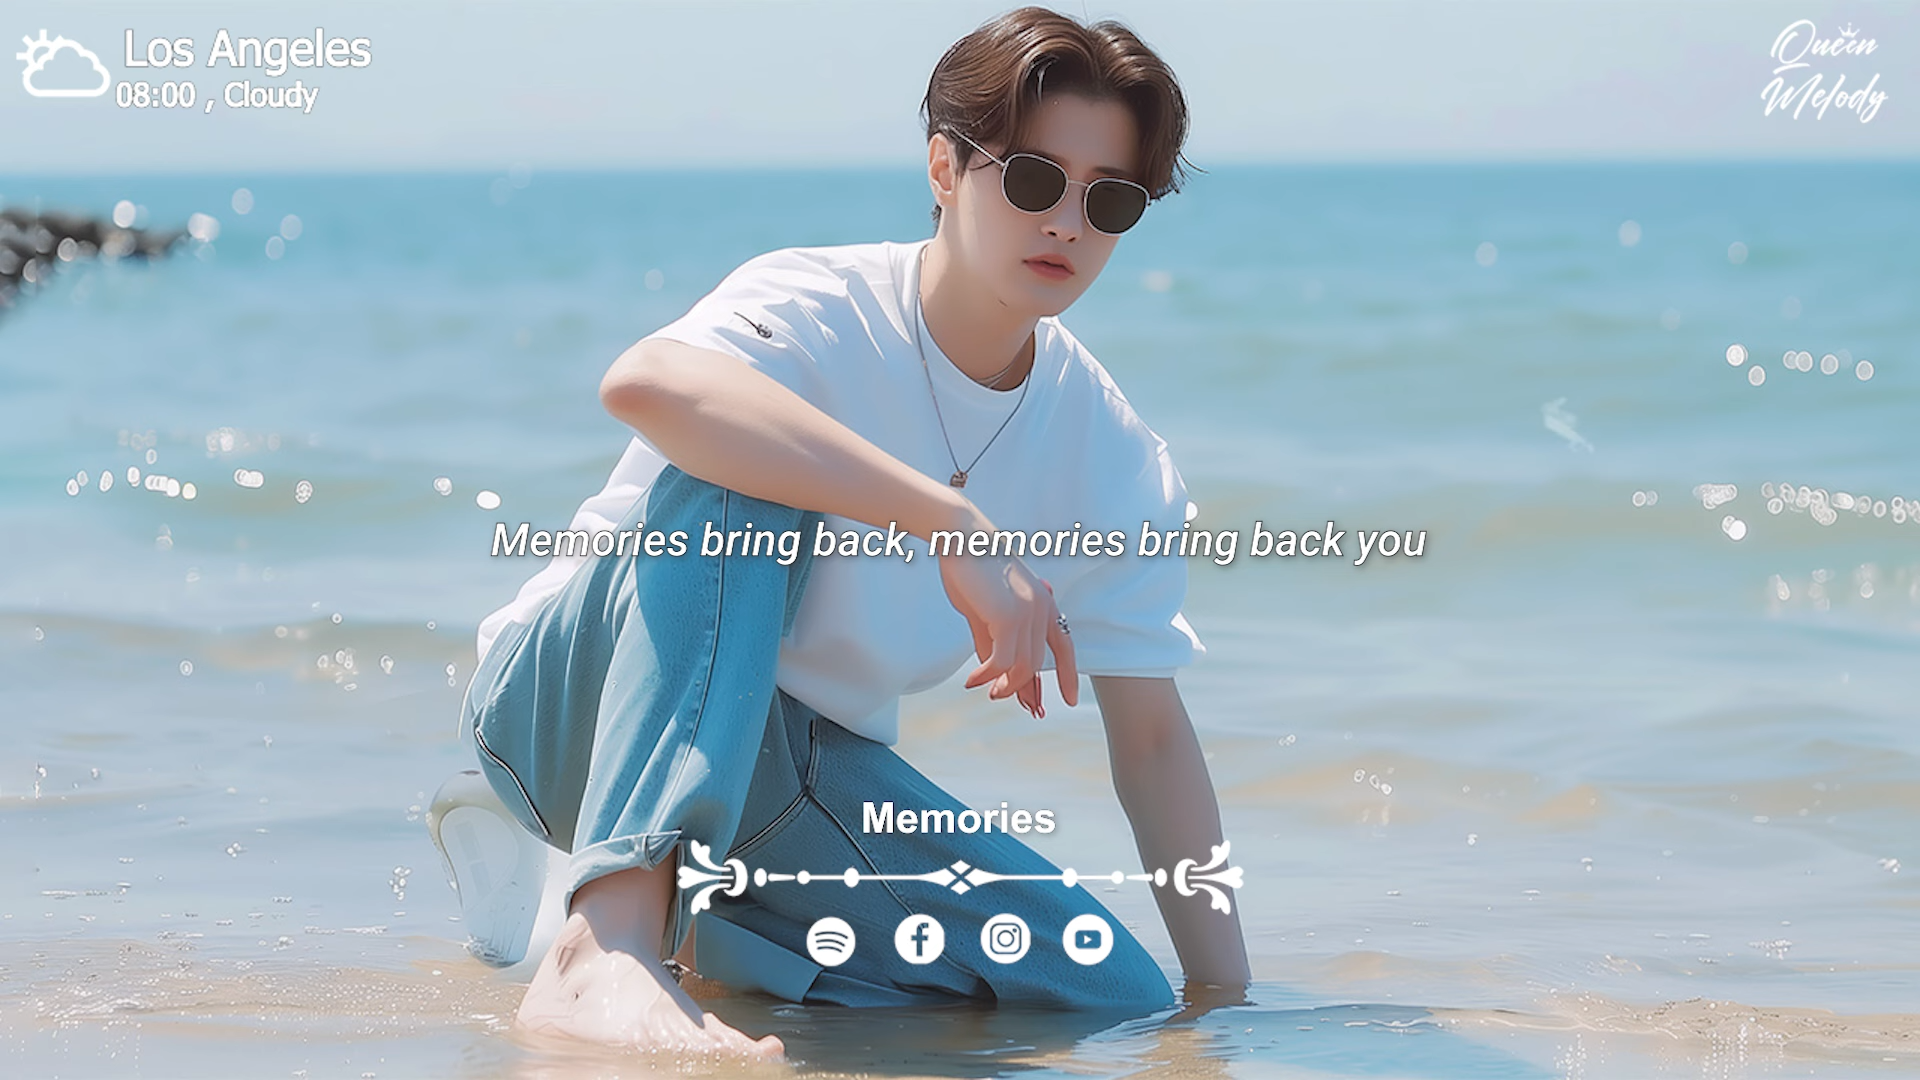 Los Angeles
08:00 , Cloudy
Queen
Melody
Memories bring back, memories bring back you
Memories